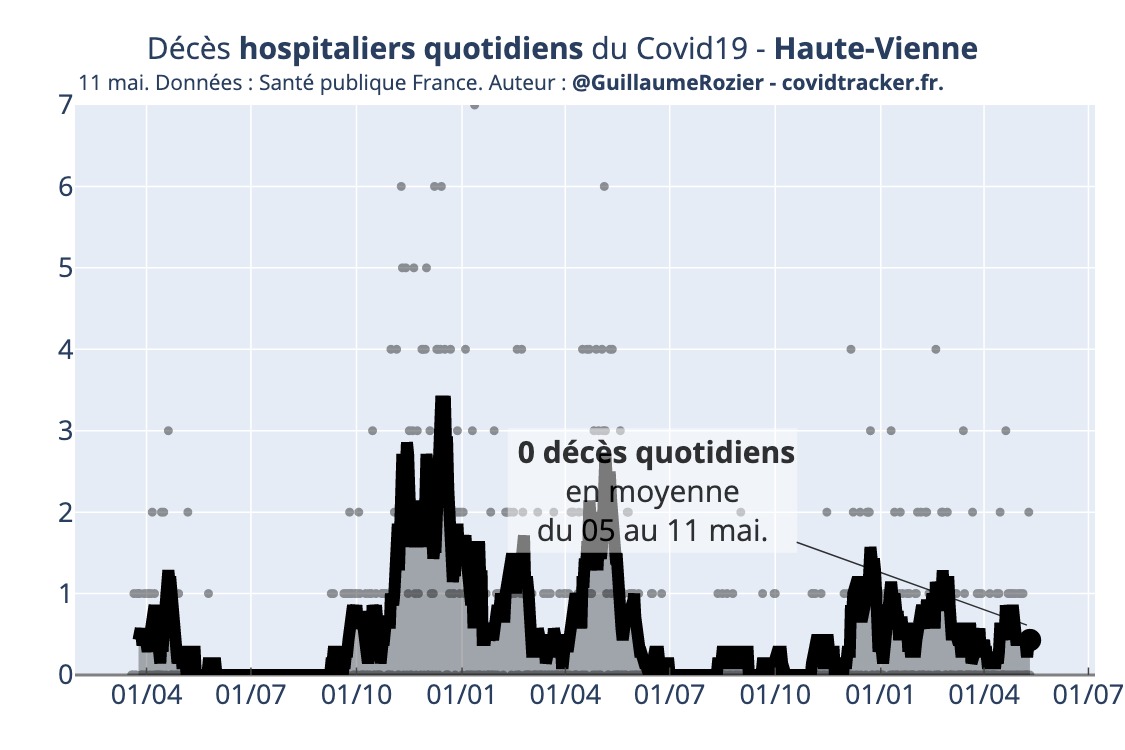 Décès hospitaliers quotidiens du Covid19 - Haute-Vienne
11 mai. Données : Santé publique France. Auteur : @GuillaumeRozier - covidtracker.fr.
7
6
5
4
3
2
1
0
0 décès quotidiens
en moyenne
du 05 au 11 mai.
01/04 01/07 01/10 01/01 01/04 01/07 01/10 01/01 01/04 01/07